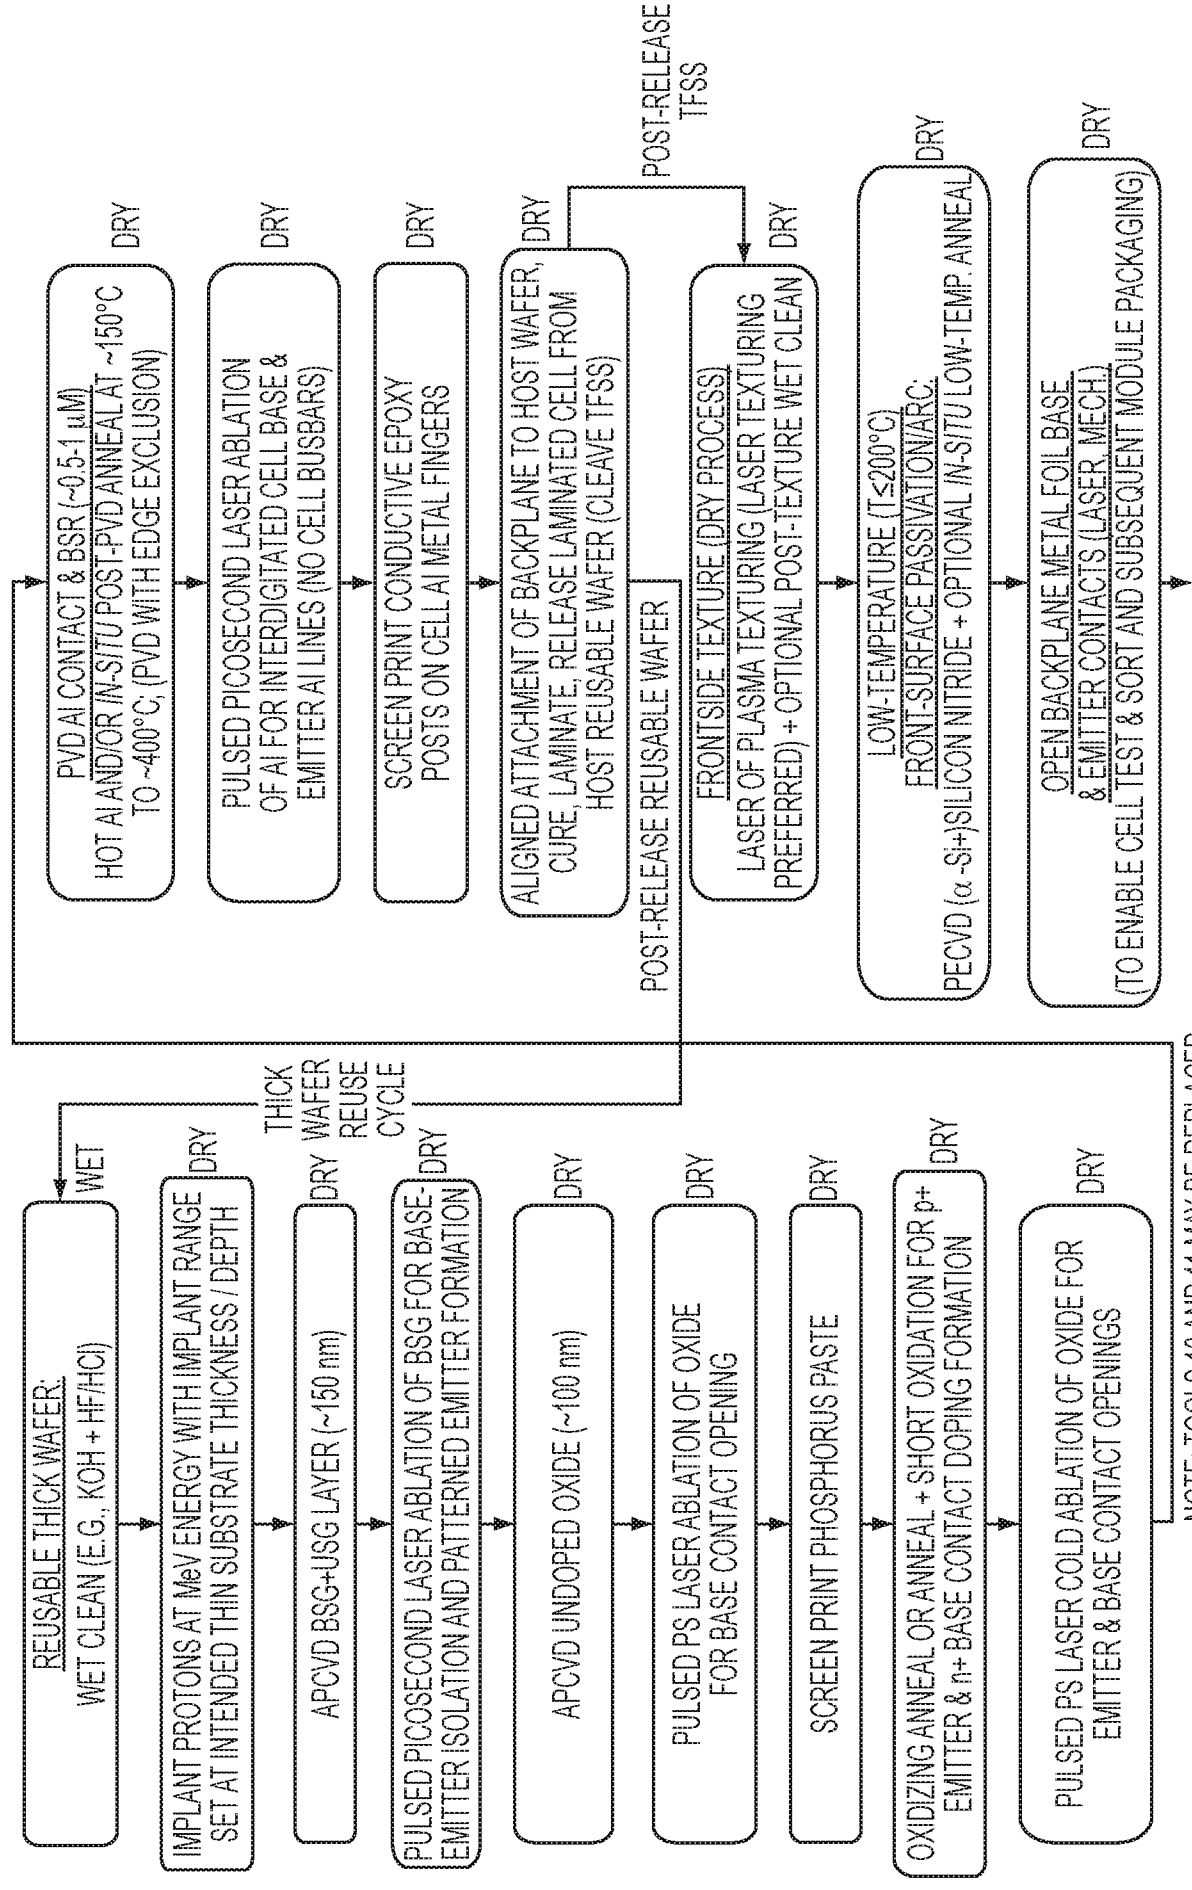 REUSABLE THICK WAFER:
WET CLEAN (E.G., KOH + HF/HCl)
WET
IMPLANT PROTONS AT MeV ENERGY WITH IMPLANT RANGE
SET AT INTENDED THIN SUBSTRATE THICKNESS / DEPTH
DRY
APCVD BSG+USG LAYER (~150 nm)
DRY
PULSED PICOSECOND LASER ABLATION OF BSG FOR BASE-
EMITTER ISOLATION AND PATTERNED EMITTER FORMATION
DRY
APCVD UNDOPED OXIDE (~100 nm)
DRY
PULSED PS LASER ABLATION OF OXIDE
FOR BASE CONTACT OPENING
DRY
SCREEN PRINT PHOSPHORUS PASTE
DRY
OXIDIZING ANNEAL OR ANNEAL + SHORT OXIDATION FOR p+
EMITTER & n+ BASE CONTACT DOPING FORMATION
DRY
PULSED PS LASER COLD ABLATION OF OXIDE FOR
EMITTER & BASE CONTACT OPENINGS
DRY
THICK
WAFER
REUSE
CYCLE
PVD Al CONTACT & BSR (~0.5-1 µM)
HOT Al AND/OR IN-SITU POST-PVD ANNEAL AT ~150°C
TO ~400°C; (PVD WITH EDGE EXCLUSION)
DRY
PULSED PICOSECOND LASER ABLATION
OF Al FOR INTERDIGITATED CELL BASE &
EMITTER Al LINES (NO CELL BUSBARS)
DRY
SCREEN PRINT CONDUCTIVE EPOXY
POSTS ON CELL Al METAL FINGERS
DRY
ALIGNED ATTACHMENT OF BACKPLANE TO HOST WAFER,
CURE, LAMINATE, RELEASE LAMINATED CELL FROM
HOST REUSABLE WAFER (CLEAVE TFSS)
DRY
POST-RELEASE REUSABLE WAFER
POST-RELEASE
TFSS
FRONTSIDE TEXTURE (DRY PROCESS)
LASER OF PLASMA TEXTURING (LASER TEXTURING
PREFERRED) + OPTIONAL POST-TEXTURE WET CLEAN
DRY
LOW-TEMPERATURE (T≤200°C)
FRONT-SURFACE PASSIVATION/ARC:
PECVD (α -Si+)SILICON NITRIDE + OPTIONAL IN-SITU LOW-TEMP. ANNEAL
DRY
OPEN BACKPLANE METAL FOIL BASE
& EMITTER CONTACTS (LASER, MECH.)
(TO ENABLE CELL TEST & SORT AND SUBSEQUENT MODULE PACKAGING)
DRY